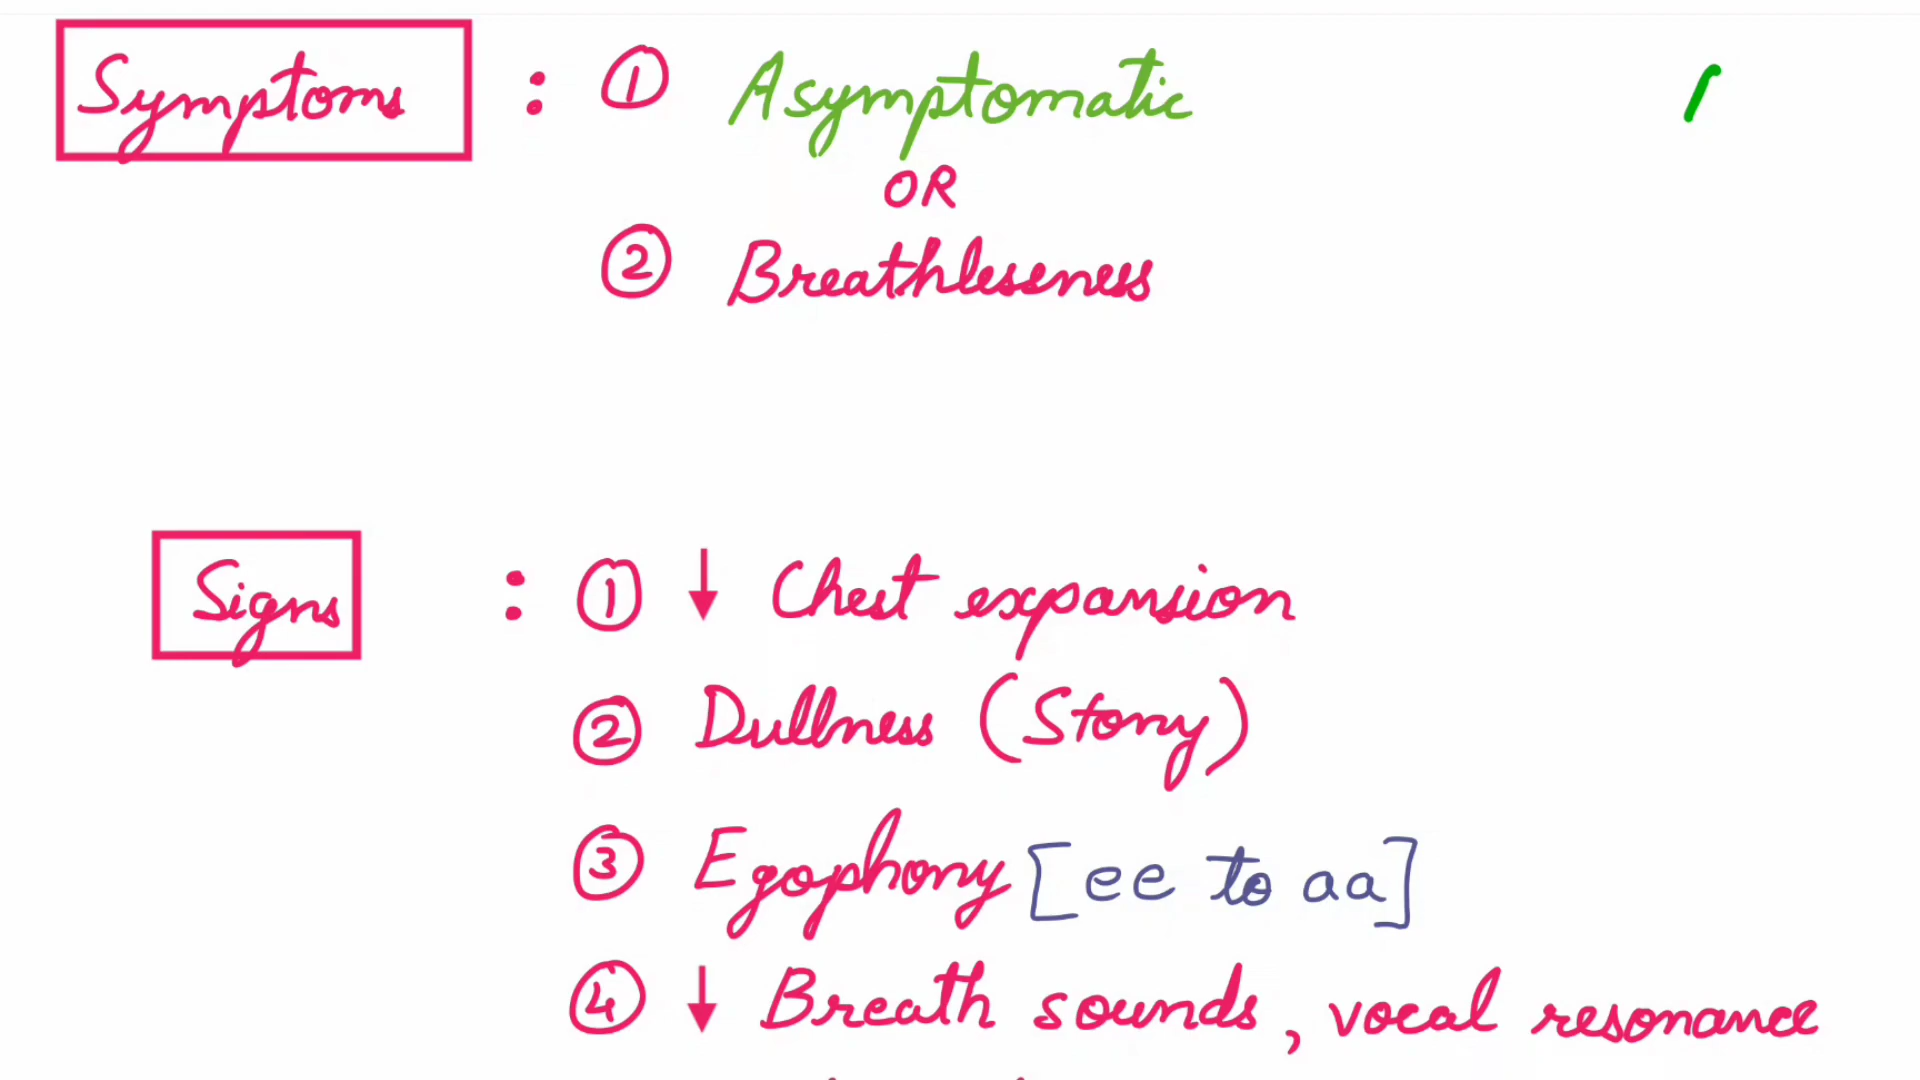 Symptoms : ① Asymptomatic
OR
② Breathlessness
Signs : ① ↓ Chest expansion
② Dullness (Stony)
③ Egophony [ee to aa]
④ ↓ Breath sounds, vocal resonance